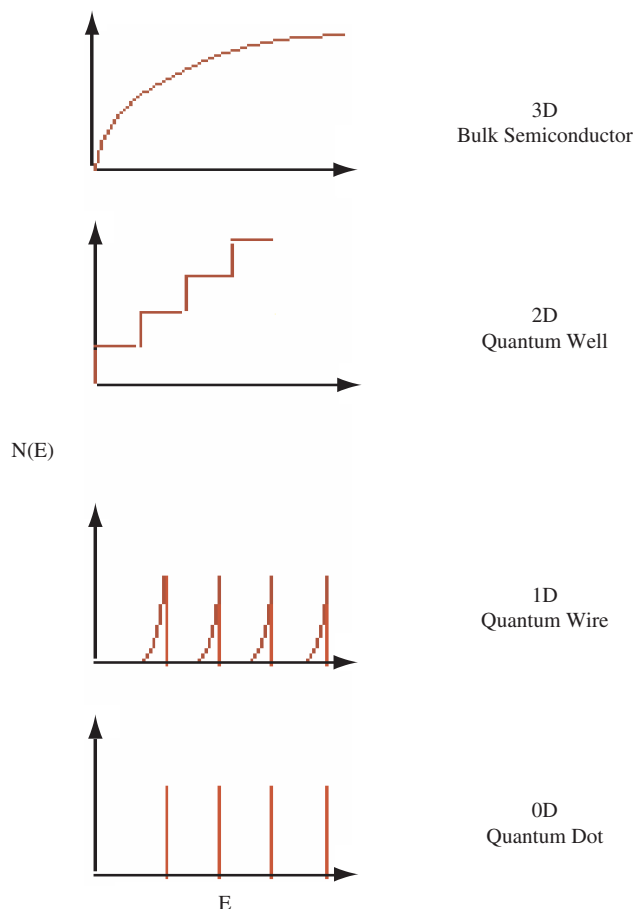 3D
Bulk Semiconductor
2D
Quantum Well
N(E)
1D
Quantum Wire
0D
Quantum Dot
E